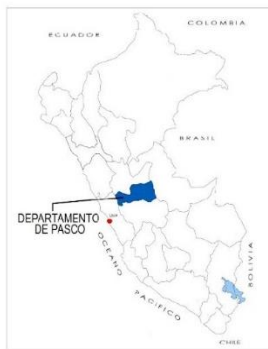 COLOMBIA
ECUADOR
BRASIL
DEPARTAMENTO
DE PASCO
OCEANO
PACIFICO
BOLIVIA
CHILE